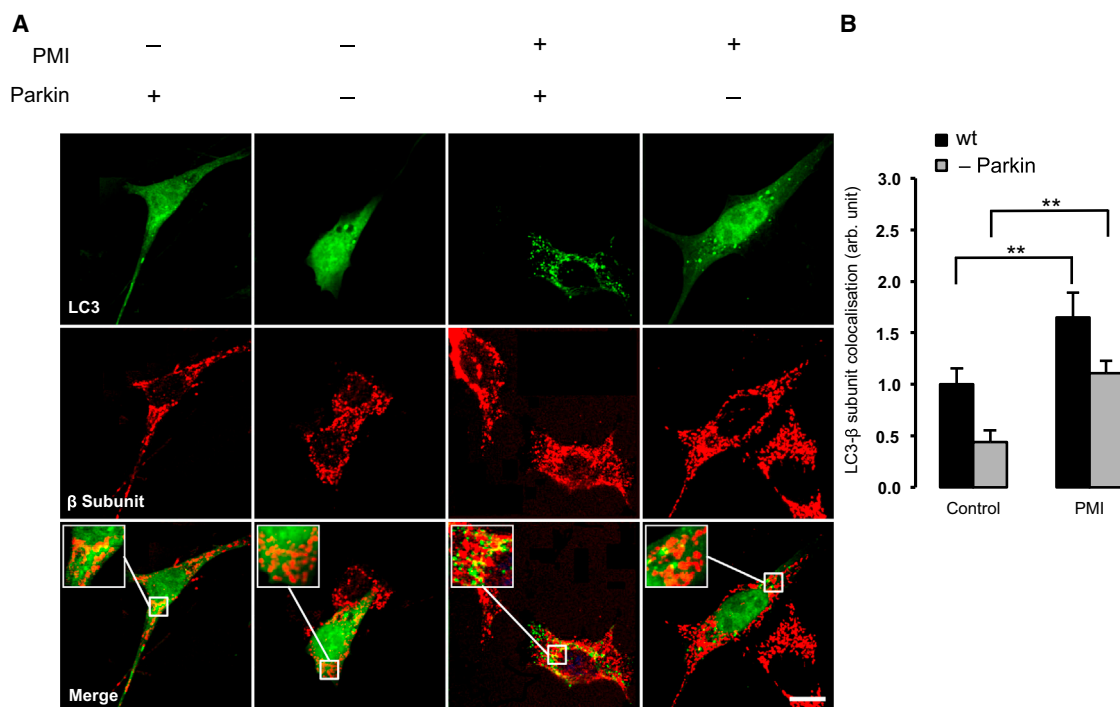 A
PMI – – + +
Parkin + – + –
LC3
β Subunit
Merge
B
wt
– Parkin
LC3-β subunit colocalisation (arb. unit)
3.0
2.5
2.0
1.5
1.0
0.5
0.0
**
**
Control PMI